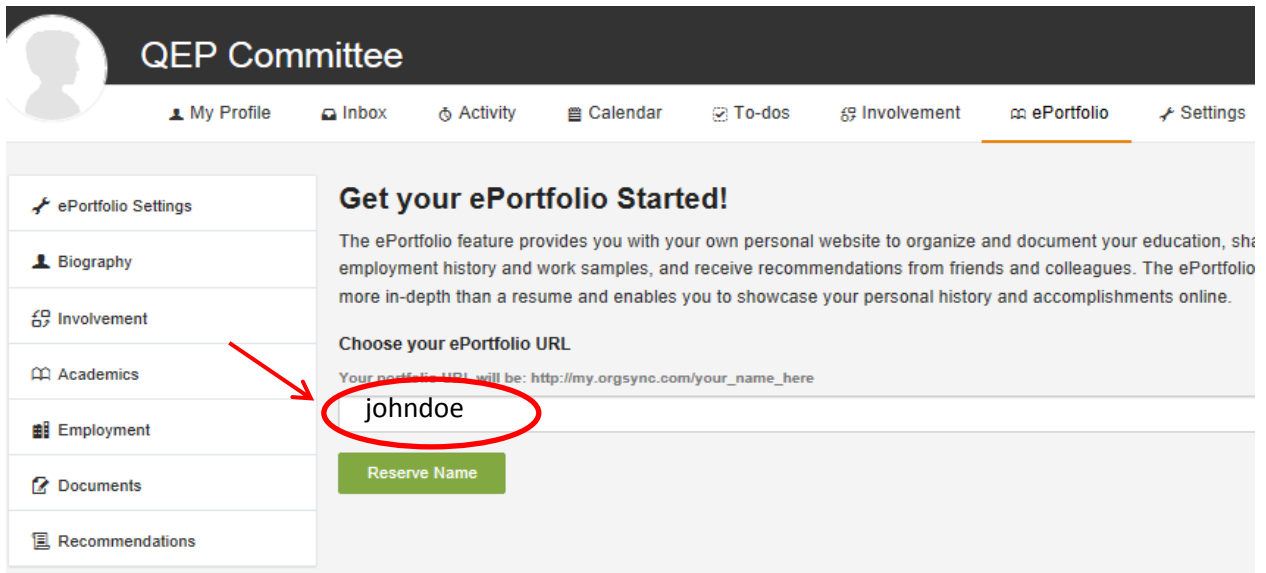 QEP Committee
My Profile Inbox Activity Calendar To-dos Involvement ePortfolio Settings
ePortfolio Settings
Biography
Involvement
Academics
Employment
Documents
Recommendations
Get your ePortfolio Started!
The ePortfolio feature provides you with your own personal website to organize and document your education,
employment history and work samples, and receive recommendations from friends and colleagues. The ePortfolio
more in-depth than a resume and enables you to showcase your personal history and accomplishments online.
Choose your ePortfolio URL
Your portfolio URL will be: http://my.orgsync.com/your_name_here
johndoe
Reserve Name